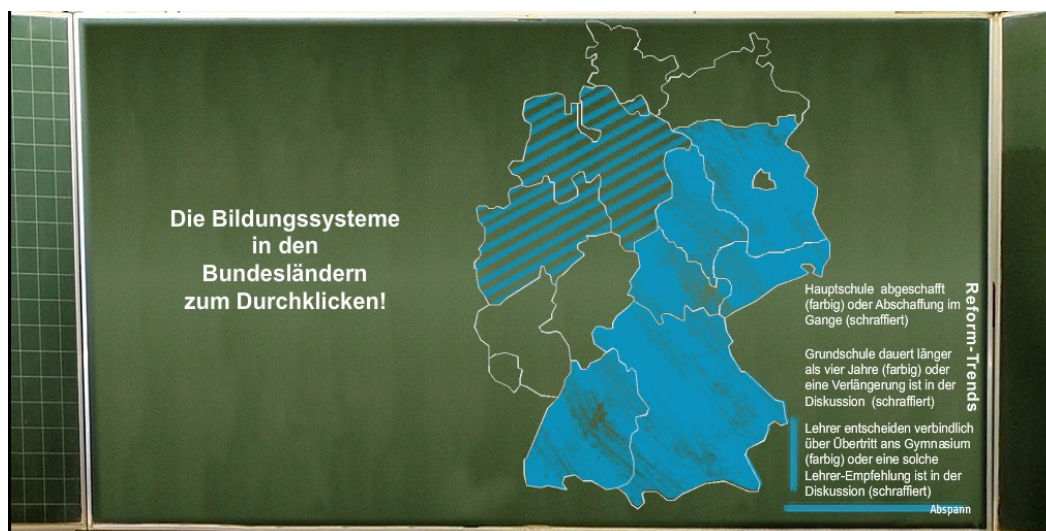 Die Bildungssysteme
in den
Bundesländern
zum Durchklicken!
Reform-Trends
Hauptschule abgeschafft
(farbig) oder Abschaffung im
Gange (schraffiert)
Grundschule dauert länger
als vier Jahre (farbig) oder
eine Verlängerung ist in der
Diskussion (schraffiert)
Lehrer entscheiden verbindlich
über Übertritt ans Gymnasium
(farbig) oder eine solche
Lehrer-Empfehlung ist in der
Diskussion (schraffiert)
Abspann